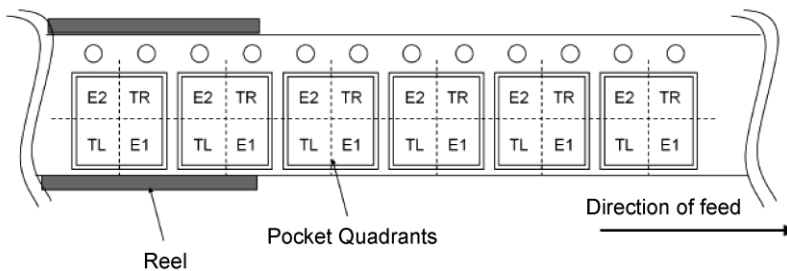 E2 TR E2 TR E2 TR E2 TR E2 TR E2 TR
TL E1 TL E1 TL E1 TL E1 TL E1 TL E1
Direction of feed
Pocket Quadrants
Reel